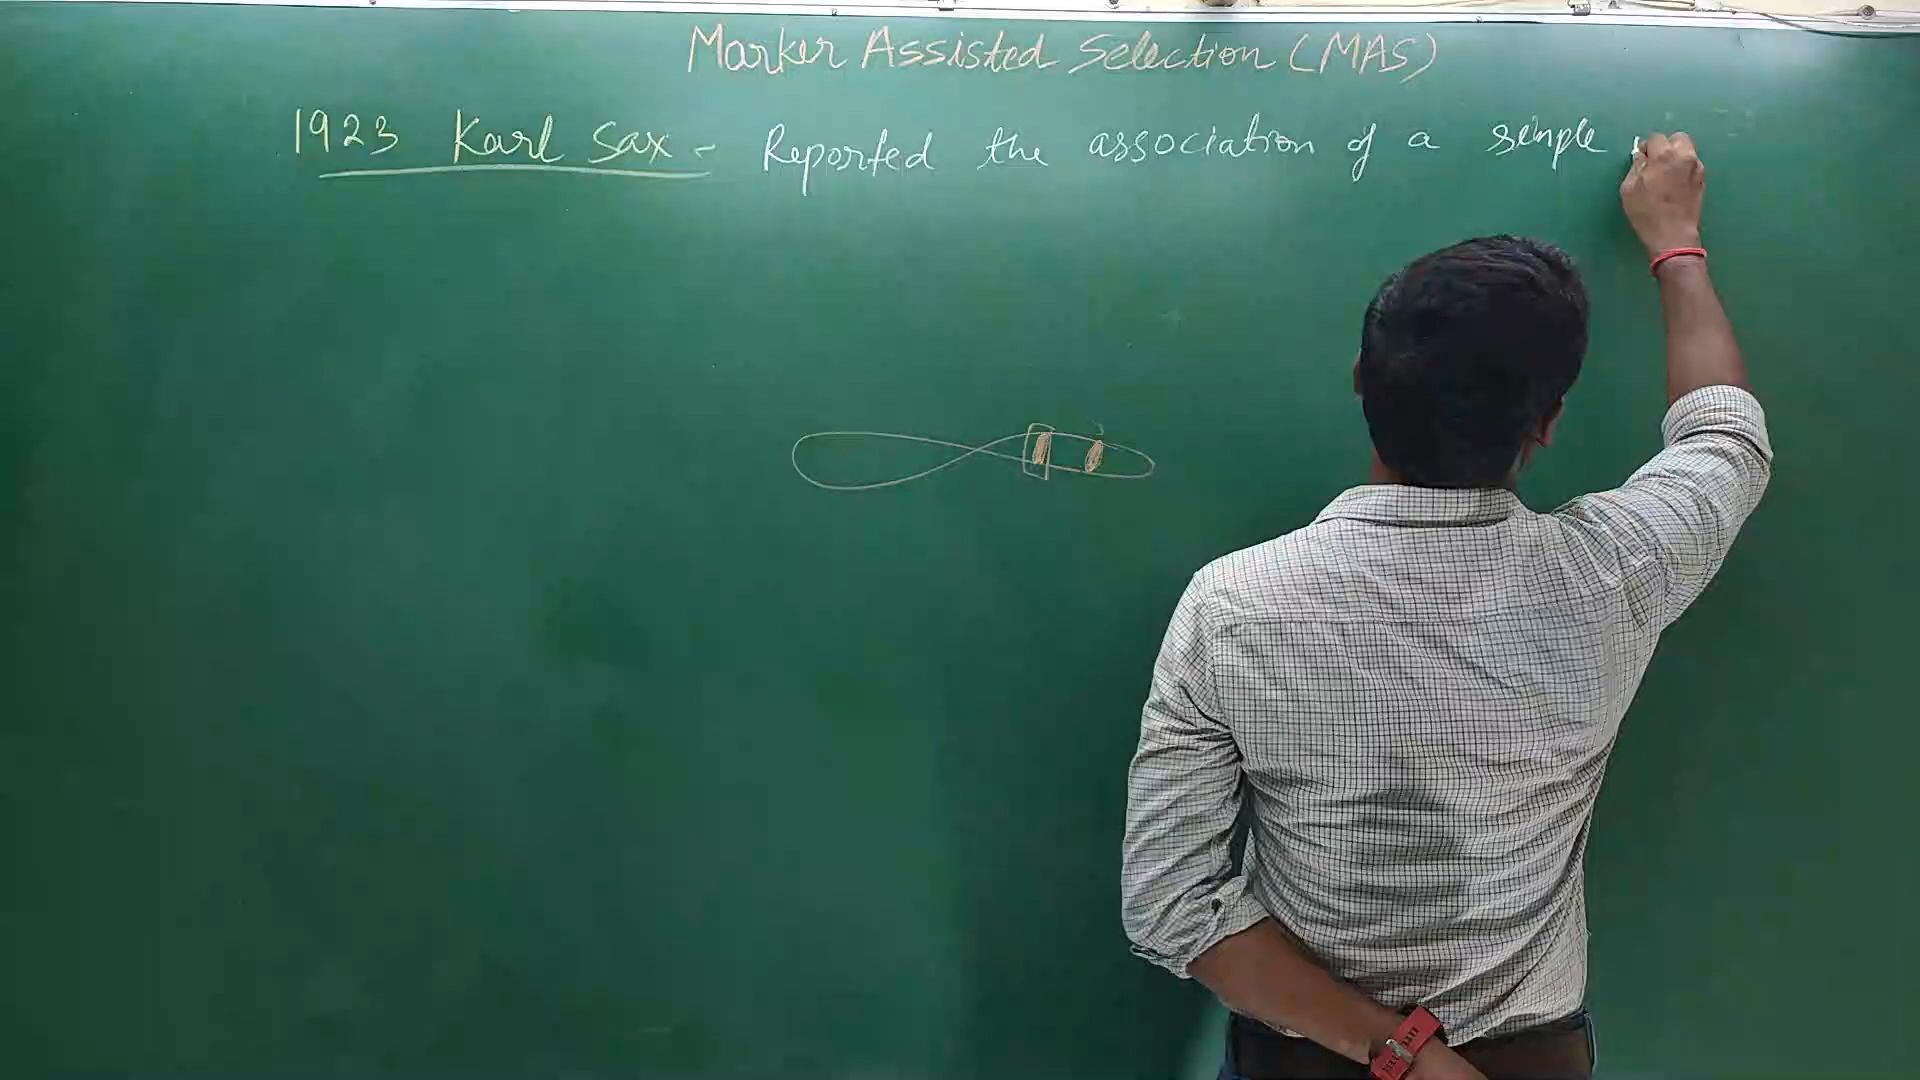 Marker Assisted Selection (MAS)
1923 Karl Sax - Reported the association of a simple